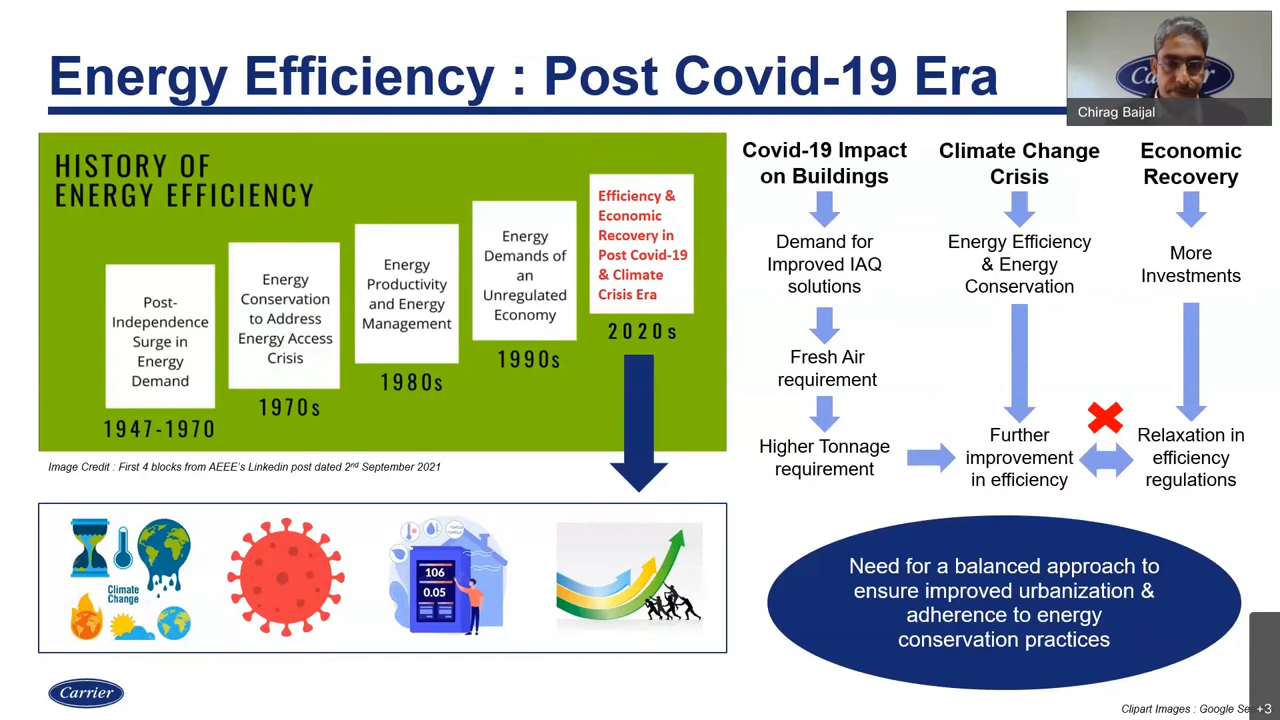 Energy Efficiency : Post Covid-19 Era
Carrier
Chirag Baijal
HISTORY OF
ENERGY EFFICIENCY
Post-
Independence
Surge in
Energy
Demand
1947-1970
Energy
Conservation
to Address
Energy Access
Crisis
1970s
Energy
Productivity
and Energy
Management
1980s
Energy
Demands of
an
Unregulated
Economy
1990s
Efficiency &
Economic
Recovery in
Post Covid-19
& Climate
Crisis Era
2020s
Image Credit : First 4 blocks from AEEE's Linkedin post dated 2nd September 2021
Climate
Change
106
0.05
Covid-19 Impact
on Buildings
Demand for
Improved IAQ
solutions
Fresh Air
requirement
Higher Tonnage
requirement
Climate Change
Crisis
Energy Efficiency
& Energy
Conservation
Further
improvement
in efficiency
Economic
Recovery
More
Investments
Relaxation in
efficiency
regulations
Need for a balanced approach to
ensure improved urbanization &
adherence to energy
conservation practices
Carrier
Clipart Images : Google
+3